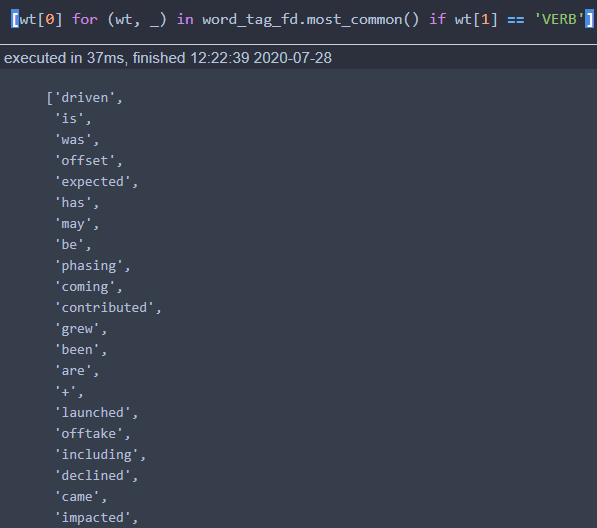 [wt[0] for (wt, _) in word_tag_fd.most_common() if wt[1] == 'VERB']
executed in 37ms, finished 12:22:39 2020-07-28
['driven',
'is',
'was',
'offset',
'expected',
'has',
'may',
'be',
'phasing',
'coming',
'contributed',
'grew',
'been',
'are',
'+',
'launched',
'offtake',
'including',
'declined',
'came',
'impacted',